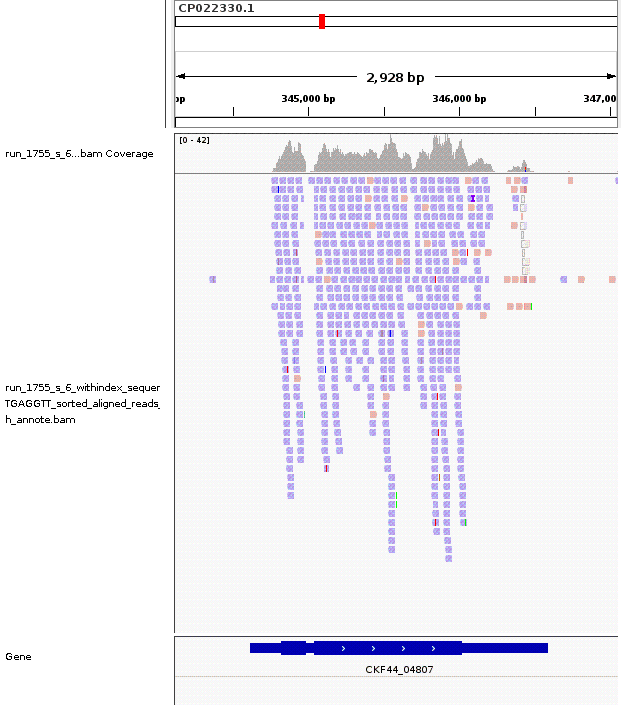 CP022330.1
2,928 bp
bp 345,000 bp 346,000 bp 347,00
[0 - 42]
run_1755_s_6...bam Coverage
run_1755_s_6_withindex_sequer
TGAGGTT_sorted_aligned_reads_
h_annote.bam
Gene
CKF44_04807